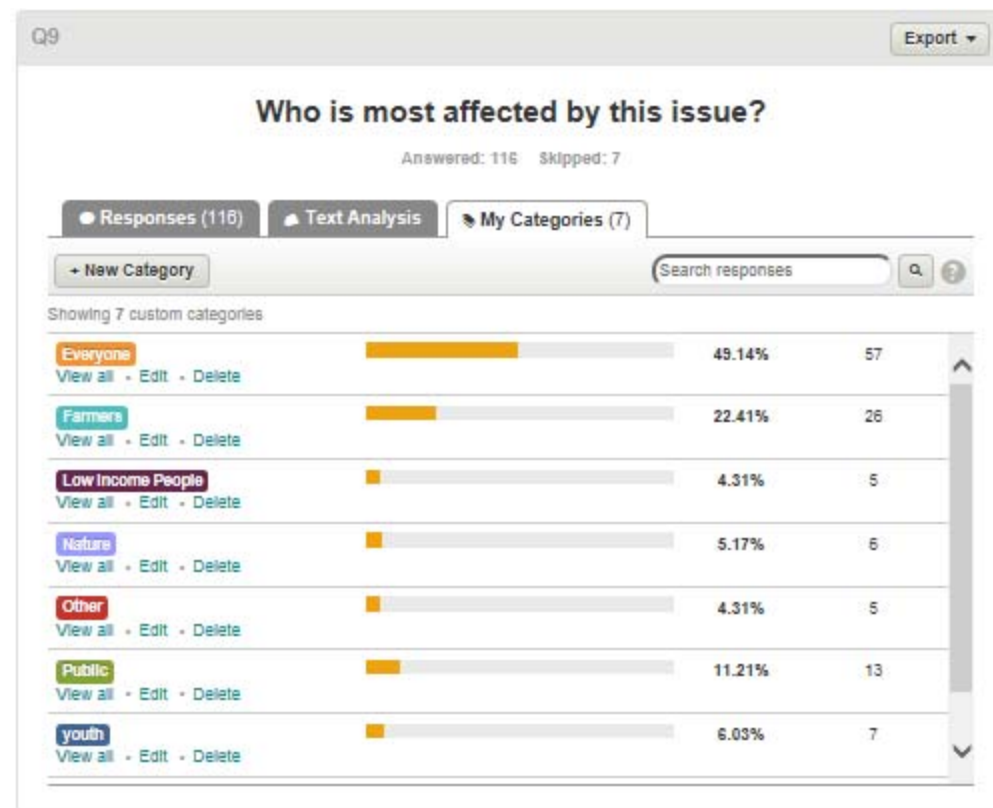 Q9
Export
Who is most affected by this issue?
Answered: 116 Skipped: 7
Responses (116)
Text Analysis
My Categories (7)
+ New Category
Search responses
?
Showing 7 custom categories
Everyone 49.14% 57
View all • Edit • Delete
Farmers 22.41% 26
View all • Edit • Delete
Low Income People 4.31% 5
View all • Edit • Delete
Nature 5.17% 6
View all • Edit • Delete
Other 4.31% 5
View all • Edit • Delete
Public 11.21% 13
View all • Edit • Delete
youth 6.03% 7
View all • Edit • Delete